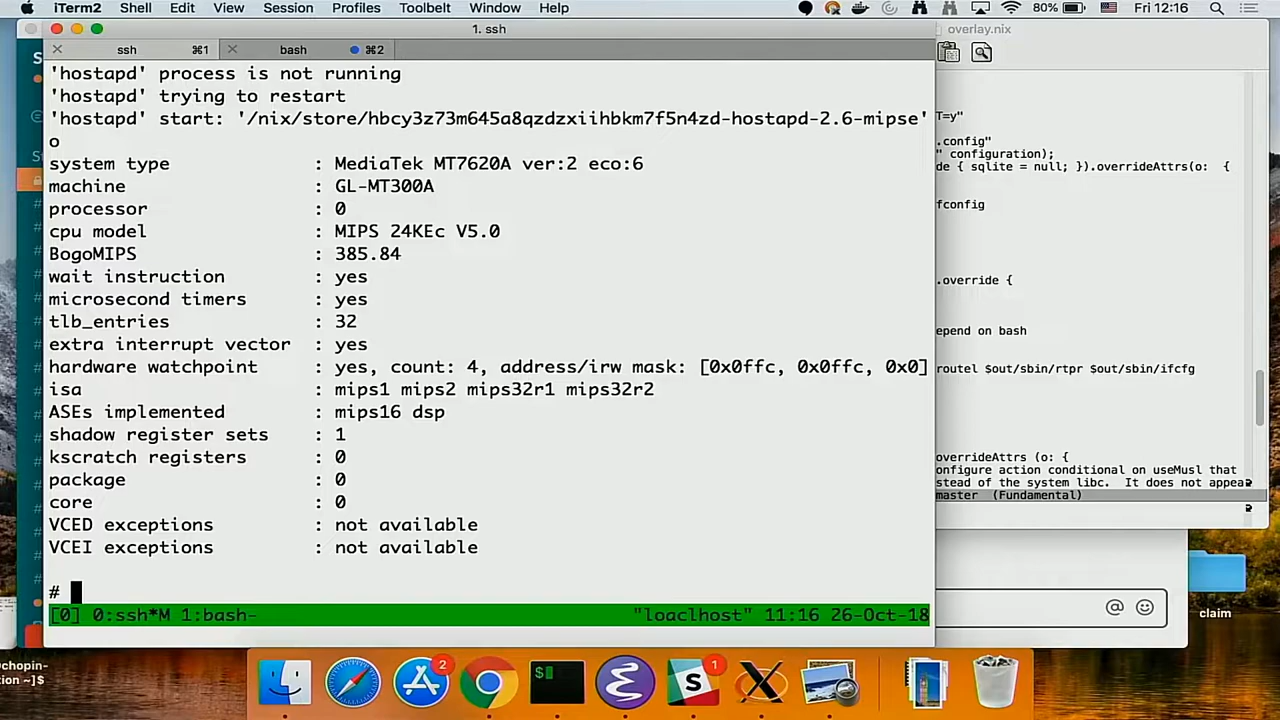 iTerm2 Shell Edit View Session Profiles Toolbelt Window Help 80% Fri 12:16
1. ssh
overlay.nix
ssh ⌘1 bash ⌘2
'hostapd' process is not running
'hostapd' trying to restart
'hostapd' start: '/nix/store/hbcy3z73m645a8qzdzxiihbkm7f5n4zd-hostapd-2.6-mipse'
o
system type : MediaTek MT7620A ver:2 eco:6
machine : GL-MT300A
processor : 0
cpu model : MIPS 24KEc V5.0
BogoMIPS : 385.84
wait instruction : yes
microsecond timers : yes
tlb_entries : 32
extra interrupt vector : yes
hardware watchpoint : yes, count: 4, address/irw mask: [0x0ffc, 0x0ffc, 0x0]
isa : mips1 mips2 mips32r1 mips32r2
ASEs implemented : mips16 dsp
shadow register sets : 1
kscratch registers : 0
package : 0
core : 0
VCED exceptions : not available
VCEI exceptions : not available
#
[0] 0:ssh*M 1:bash- "loaclhost" 11:16 26-Oct-18
T=y"
.config"
" configuration);
de { sqlite = null; }).overrideAttrs(o: {
fconfig
.override {
epend on bash
routel $out/sbin/rtpr $out/sbin/ifcfg
overrideAttrs (o: {
onfigure action conditional on useMusl that
stead of the system libc. It does not appea
master (Fundamental)
claim
chopin-
tion ~]$
2
$
S
1